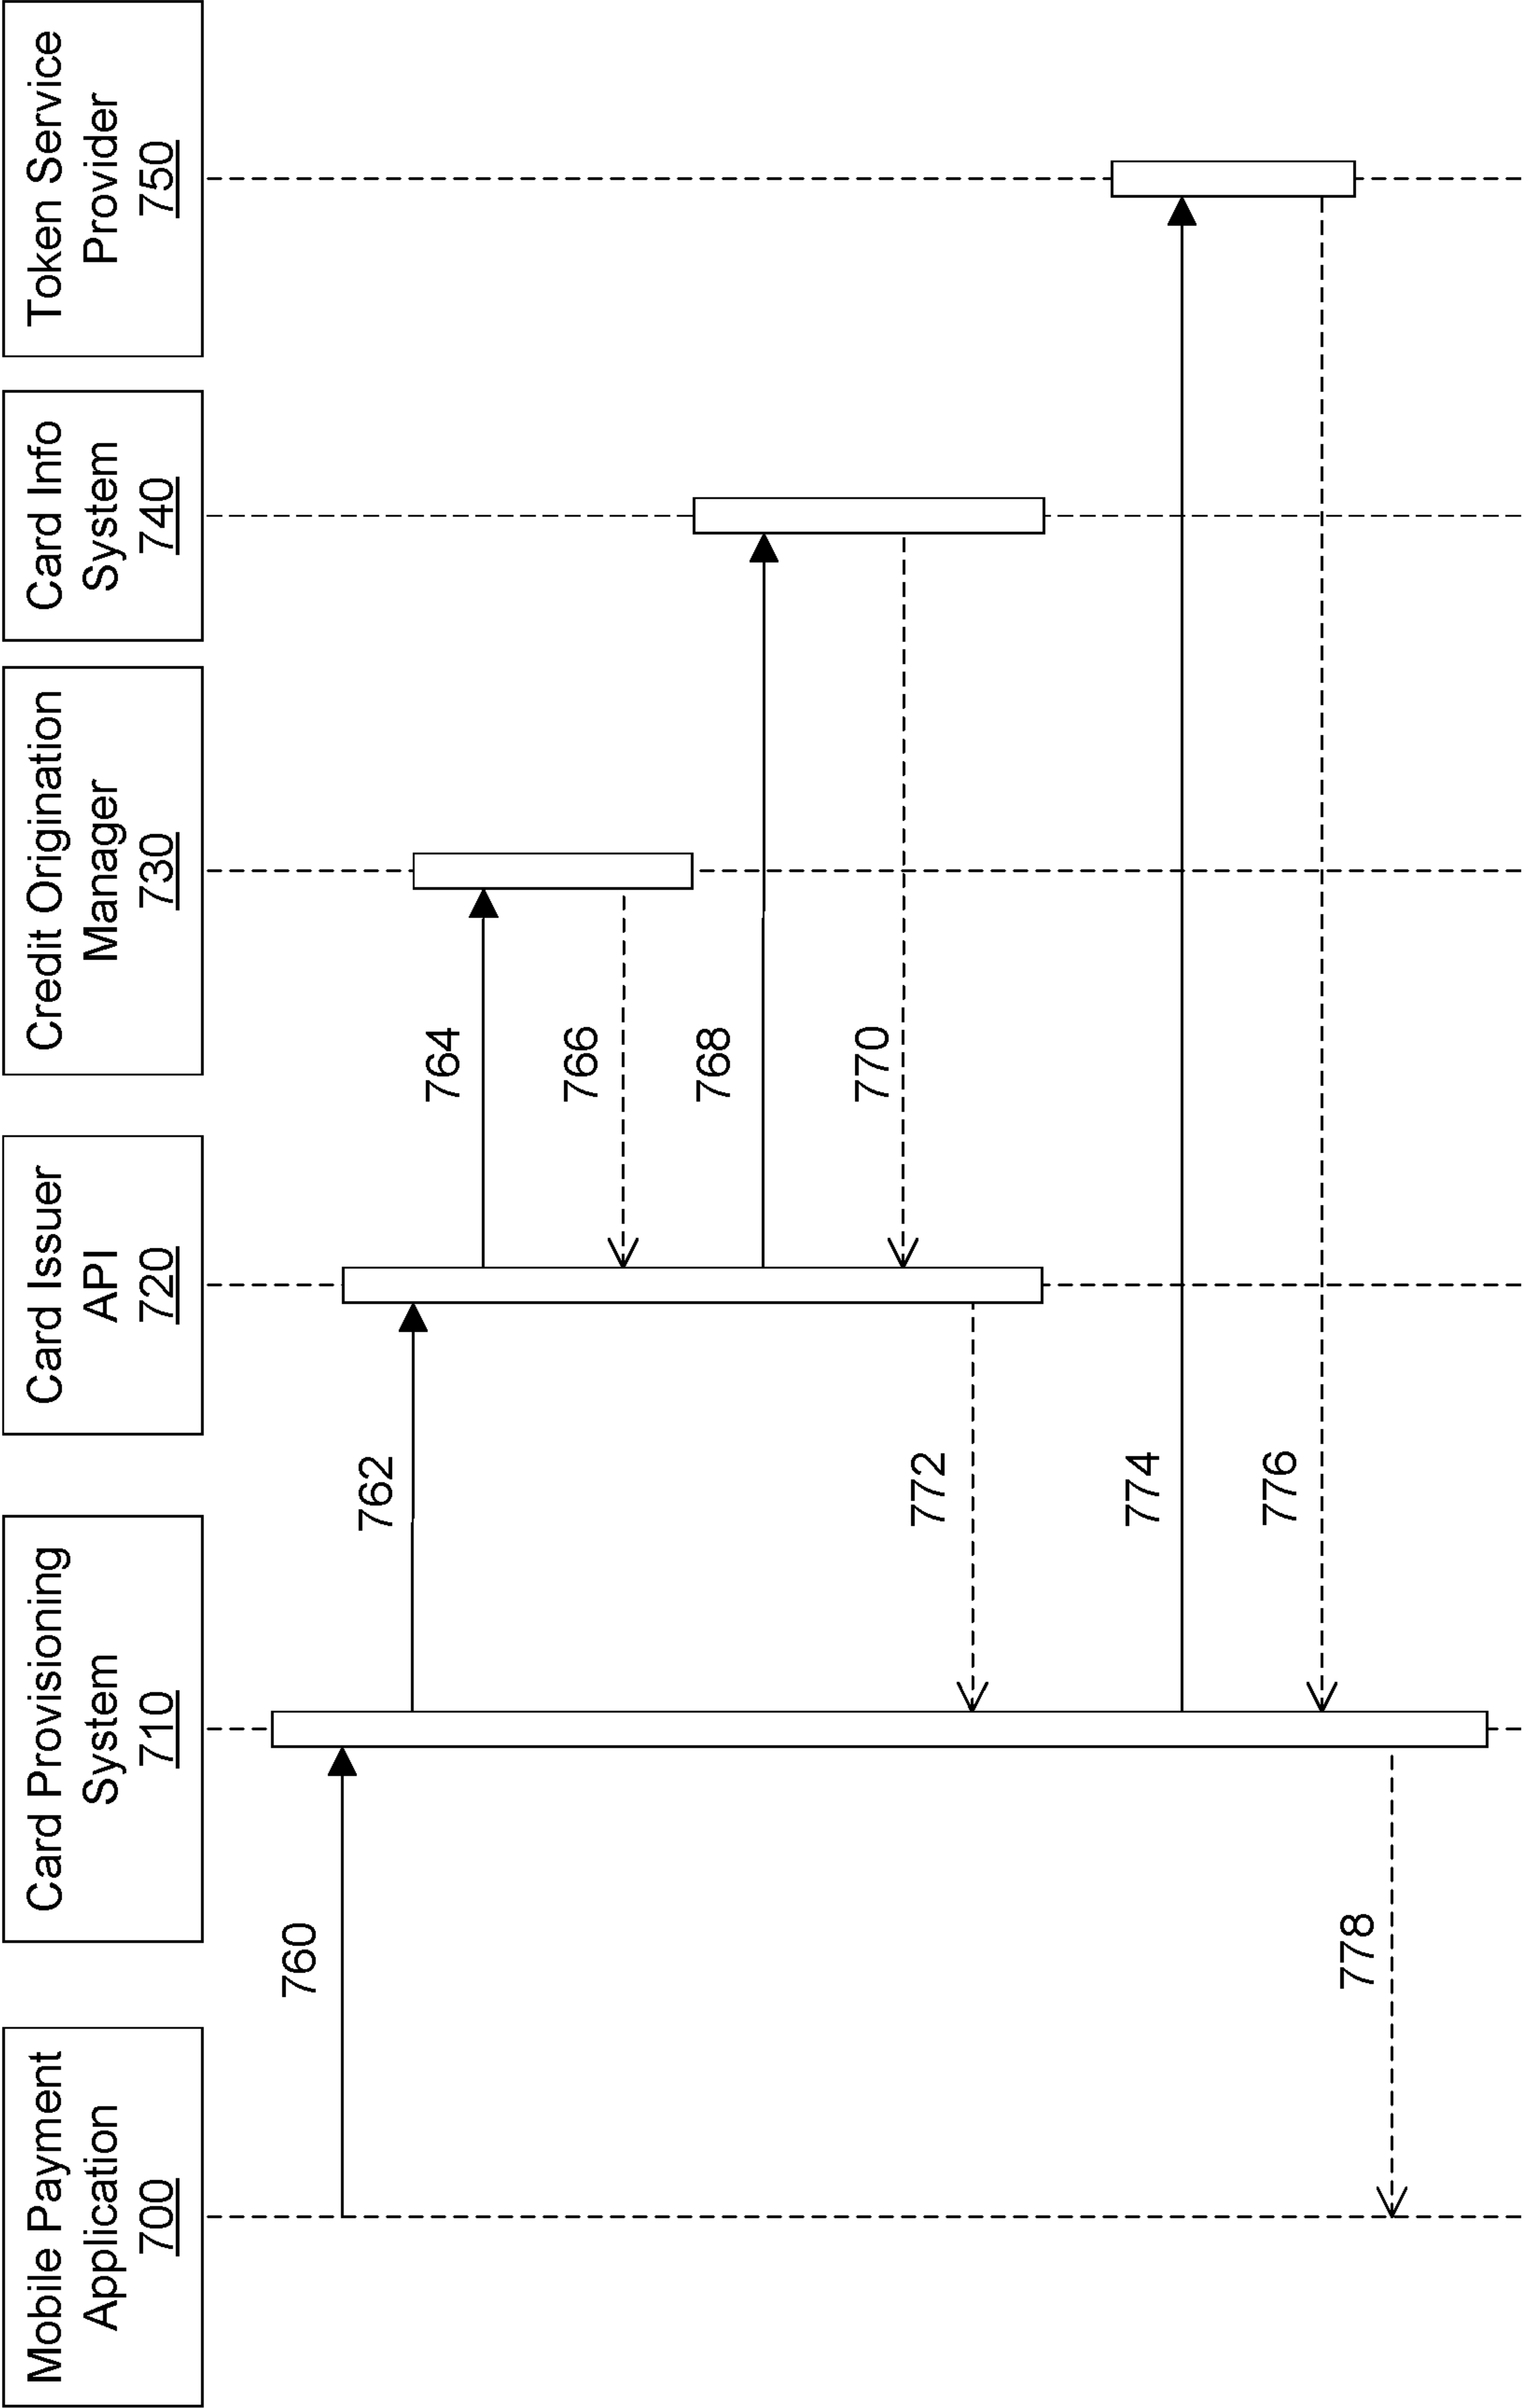 Mobile Payment
Application
700
Card Provisioning
System
710
Card Issuer
API
720
Credit Origination
Manager
730
Card Info
System
740
Token Service
Provider
750
760
762
764
766
768
770
772
774
776
778